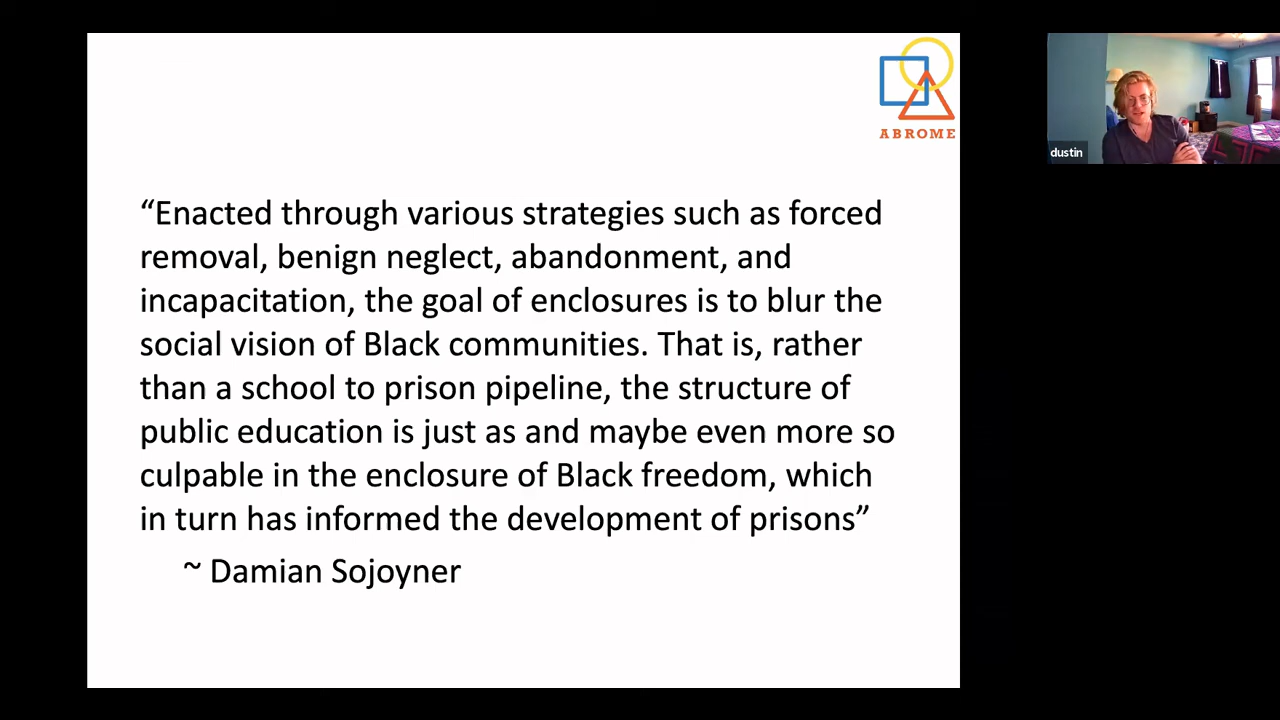 ABROME
dustin
“Enacted through various strategies such as forced
removal, benign neglect, abandonment, and
incapacitation, the goal of enclosures is to blur the
social vision of Black communities. That is, rather
than a school to prison pipeline, the structure of
public education is just as and maybe even more so
culpable in the enclosure of Black freedom, which
in turn has informed the development of prisons”
~ Damian Sojoyner